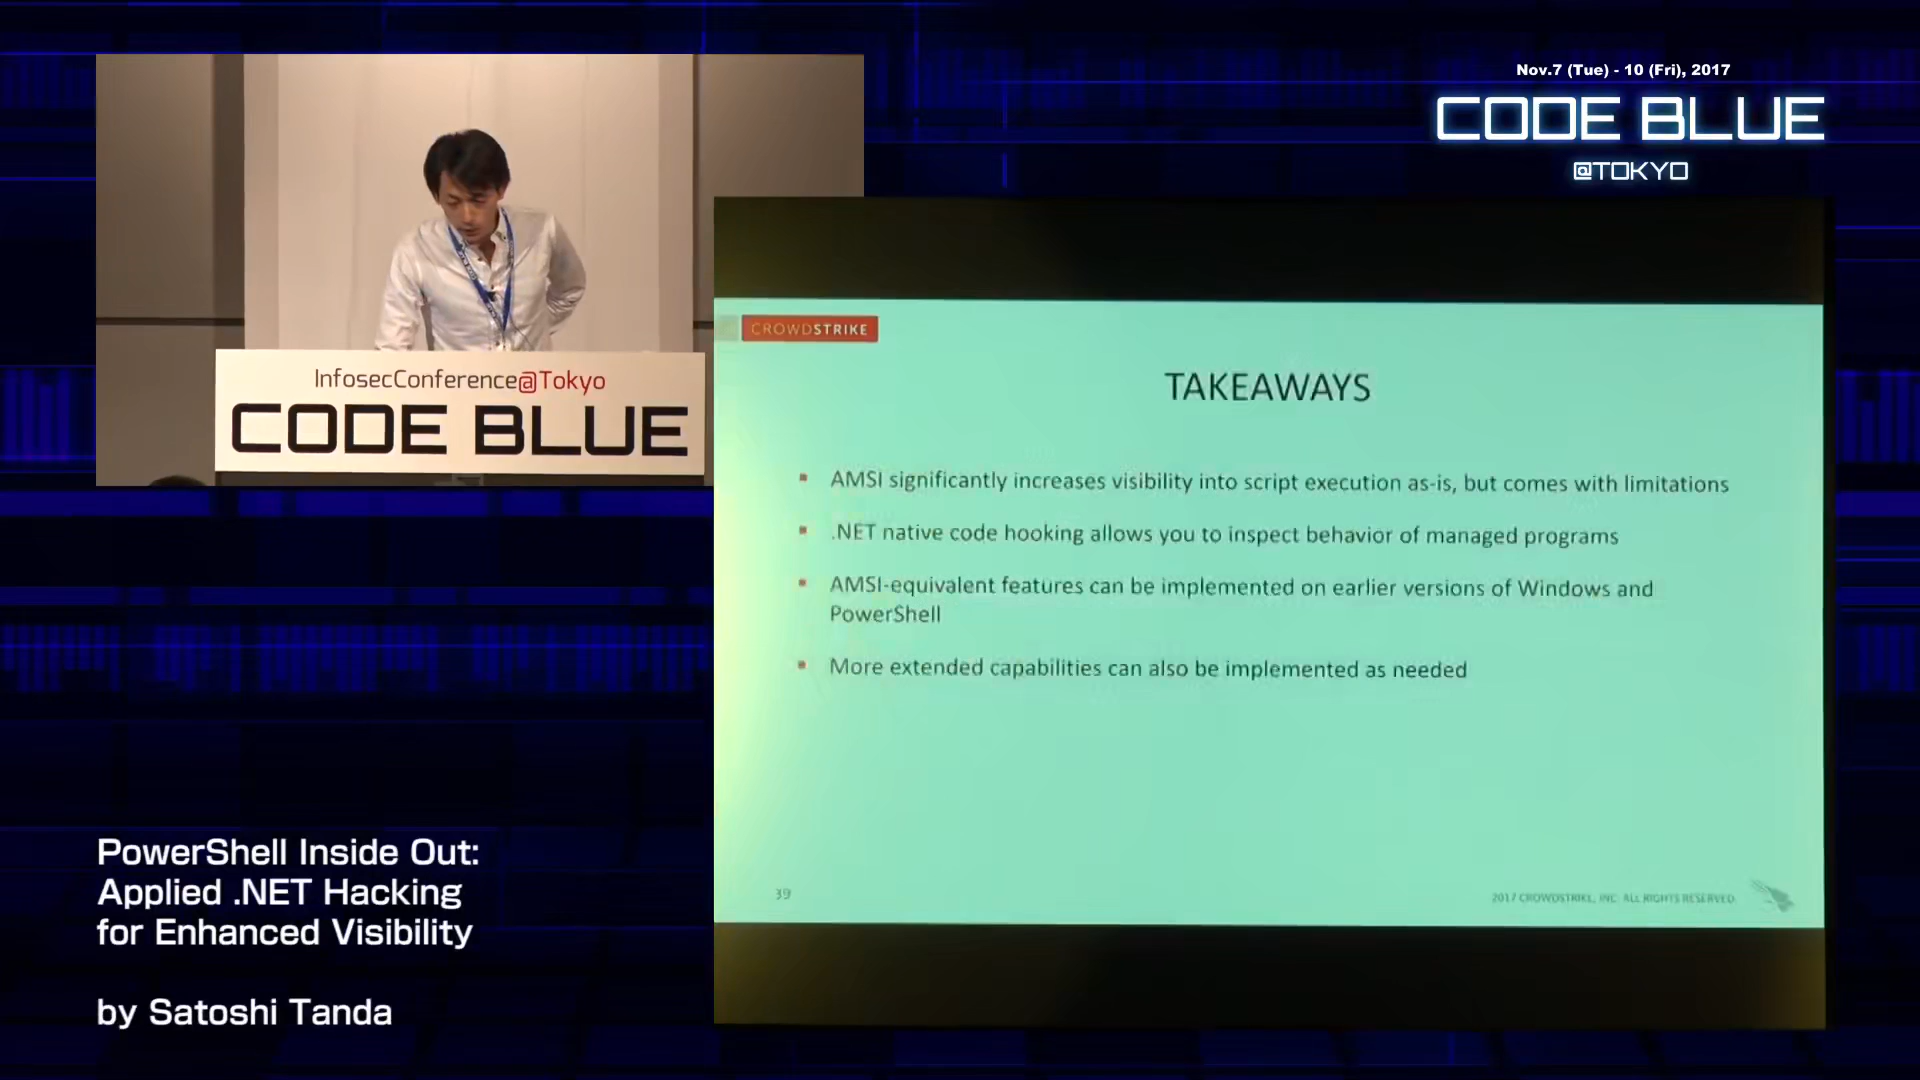 Nov.7 (Tue) - 10 (Fri), 2017
CODE BLUE
@TOKYO
InfosecConference@Tokyo
CODE BLUE
CROWDSTRIKE
TAKEAWAYS
▪ AMSI significantly increases visibility into script execution as-is, but comes with limitations
▪ .NET native code hooking allows you to inspect behavior of managed programs
▪ AMSI-equivalent features can be implemented on earlier versions of Windows and
PowerShell
▪ More extended capabilities can also be implemented as needed
39
2017 CROWDSTRIKE, INC. ALL RIGHTS RESERVED.
PowerShell Inside Out:
Applied .NET Hacking
for Enhanced Visibility
by Satoshi Tanda